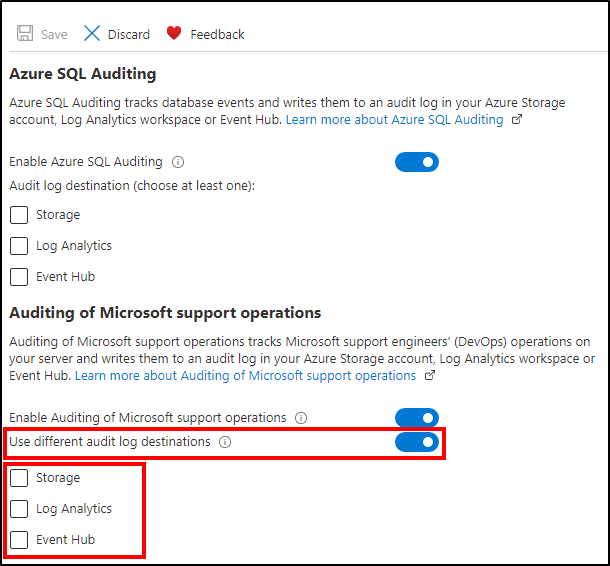 Save Discard Feedback
Azure SQL Auditing
Azure SQL Auditing tracks database events and writes them to an audit log in your Azure Storage
account, Log Analytics workspace or Event Hub. Learn more about Azure SQL Auditing
Enable Azure SQL Auditing
Audit log destination (choose at least one):
Storage
Log Analytics
Event Hub
Auditing of Microsoft support operations
Auditing of Microsoft support operations tracks Microsoft support engineers' (DevOps) operations on
your server and writes them to an audit log in your Azure Storage account, Log Analytics workspace or
Event Hub. Learn more about Auditing of Microsoft support operations
Enable Auditing of Microsoft support operations
Use different audit log destinations
Storage
Log Analytics
Event Hub